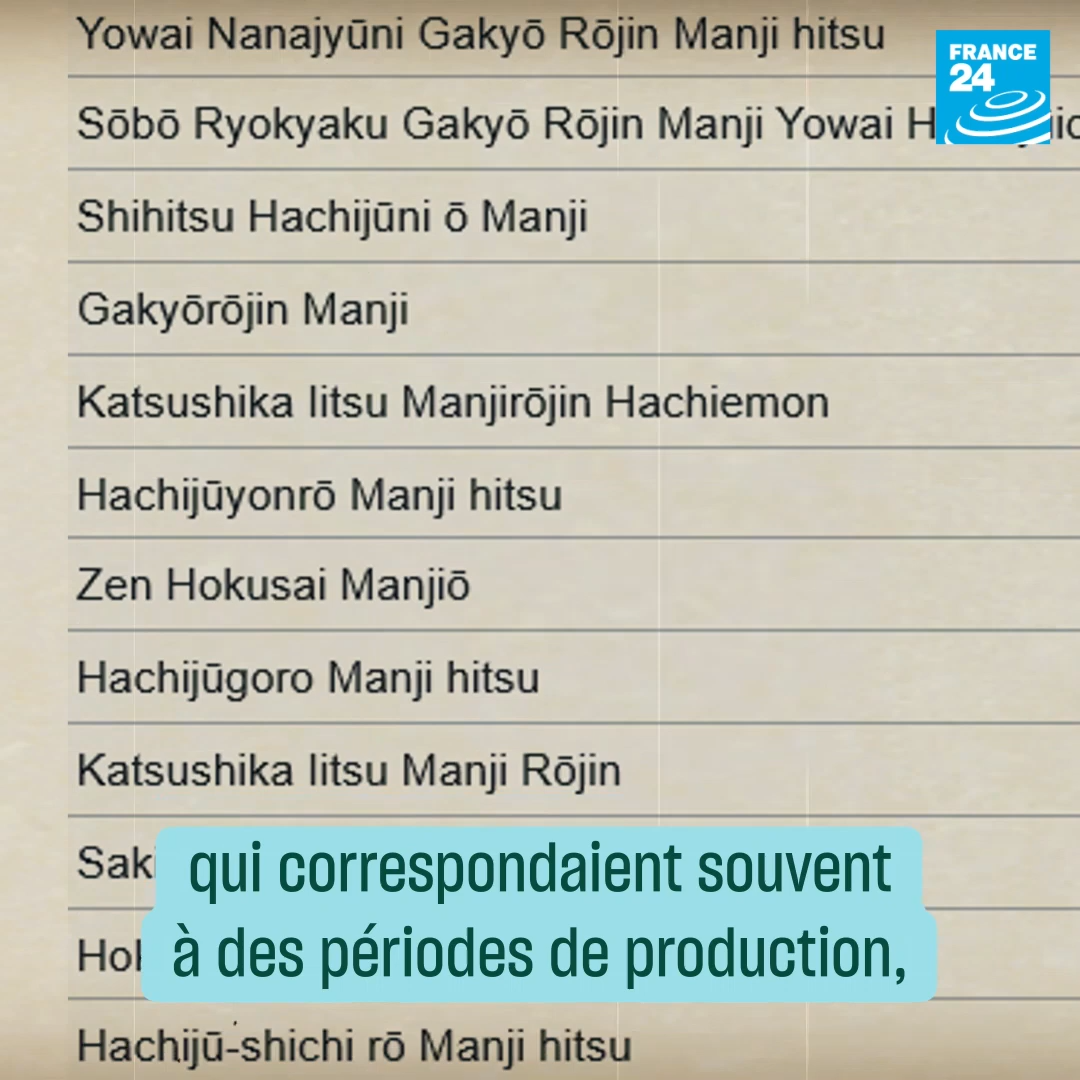 Yowai Nanajyūni Gakyō Rōjin Manji hitsu
FRANCE
24
Sōbō Ryokyaku Gakyō Rōjin Manji Yowai
Shihitsu Hachijūni ō Manji
Gakyōrōjin Manji
Katsushika Iitsu Manjirōjin Hachiemon
Hachijūyonrō Manji hitsu
Zen Hokusai Manjiō
Hachijūgoro Manji hitsu
Katsushika Iitsu Manji Rōjin
qui correspondaient souvent
à des périodes de production,
Hachijū-shichi rō Manji hitsu